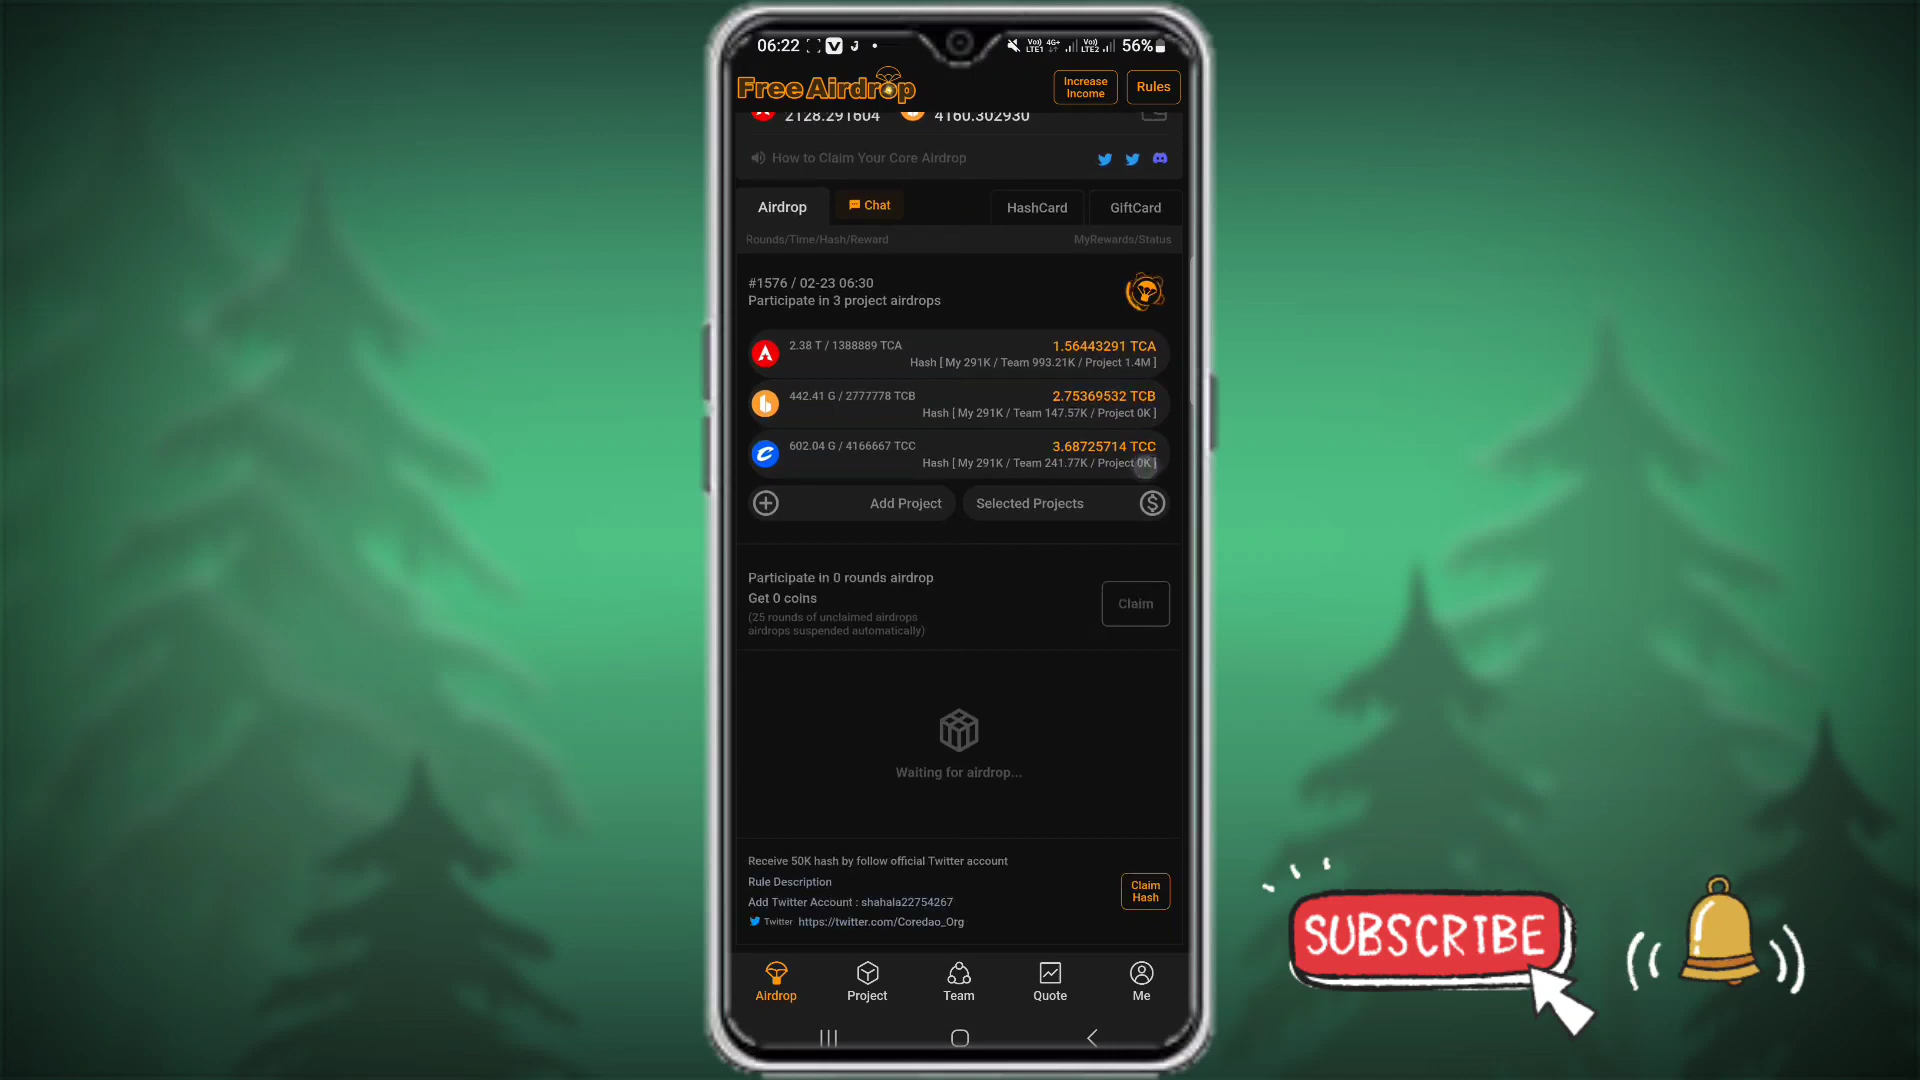 06:22
Vo)) 4G+
LTE1
Vo))
LTE2
56%
Free Airdrop
Increase
Income
Rules
2128.291604
4160.302930
How to Claim Your Core Airdrop
Airdrop
Chat
HashCard
GiftCard
Rounds/Time/Hash/Reward
MyRewards/Status
#1576 / 02-23 06:30
Participate in 3 project airdrops
2.38 T / 1388889 TCA
1.56443291 TCA
Hash [ My 291K / Team 993.21K / Project 1.4M ]
442.41 G / 2777778 TCB
2.75369532 TCB
Hash [ My 291K / Team 147.57K / Project 0K ]
602.04 G / 4166667 TCC
3.68725714 TCC
Hash [ My 291K / Team 241.77K / Project 0K ]
Add Project
Selected Projects
Participate in 0 rounds airdrop
Get 0 coins
(25 rounds of unclaimed airdrops
airdrops suspended automatically)
Claim
Waiting for airdrop...
Receive 50K hash by follow official Twitter account
Rule Description
Add Twitter Account : shahala22754267
Twitter https://twitter.com/Coredao_Org
Claim
Hash
Airdrop
Project
Team
Quote
Me
SUBSCRIBE